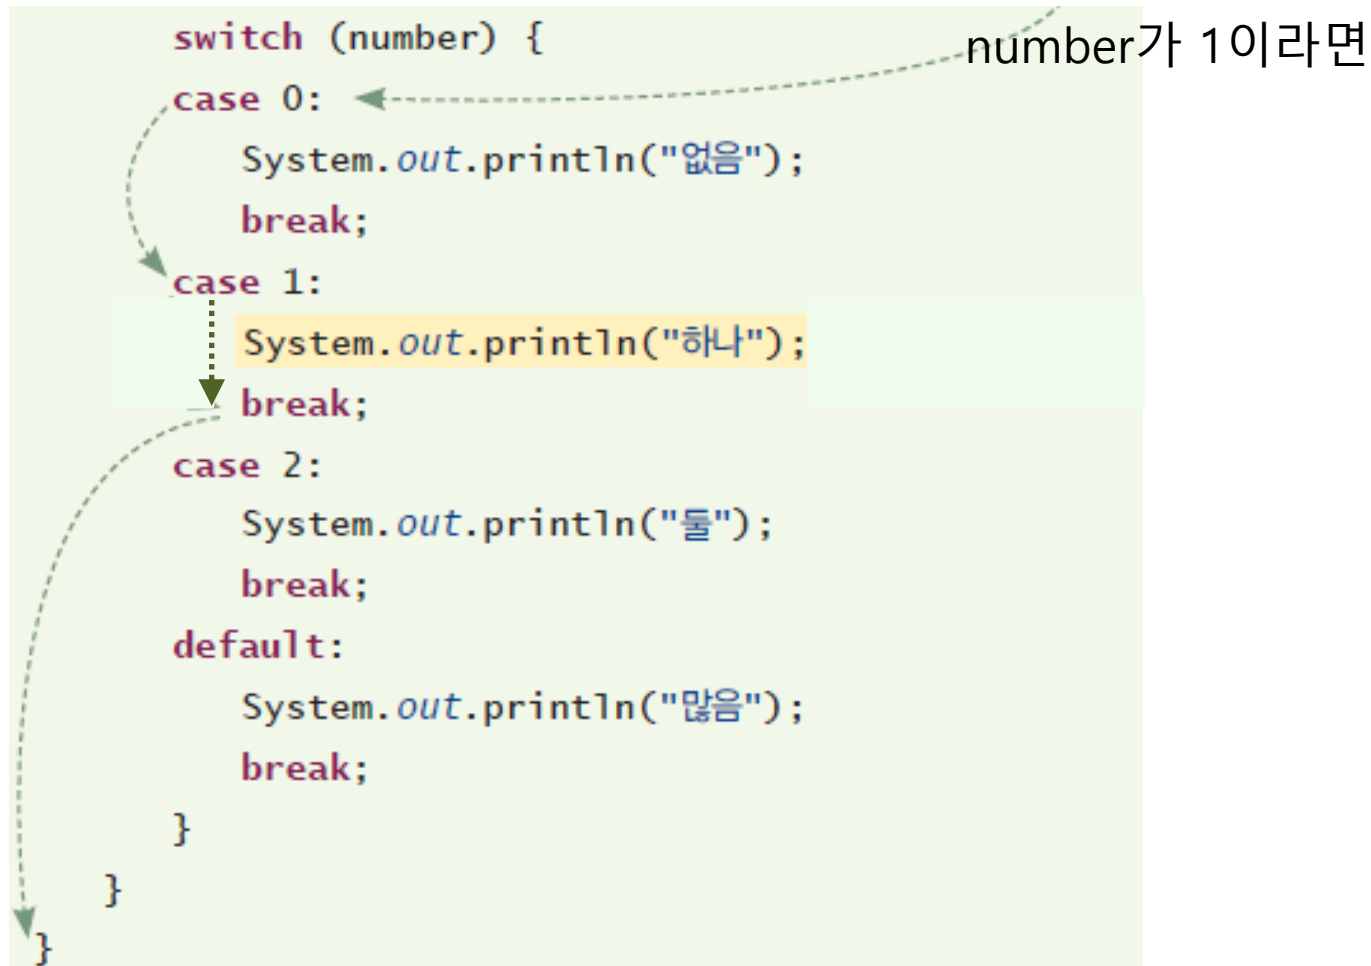 switch (number) {
number가 1이라면
case 0:
System.out.println("없음");
break;
case 1:
System.out.println("하나");
break;
case 2:
System.out.println("둘");
break;
default:
System.out.println("많음");
break;
}
}
}